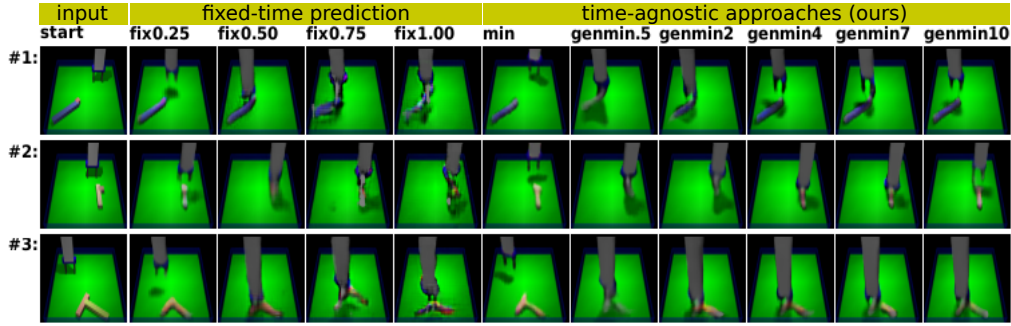 input fixed-time prediction time-agnostic approaches (ours)
start fix0.25 fix0.50 fix0.75 fix1.00 min genmin.5 genmin2 genmin4 genmin7 genmin10
#1:
#2:
#3: